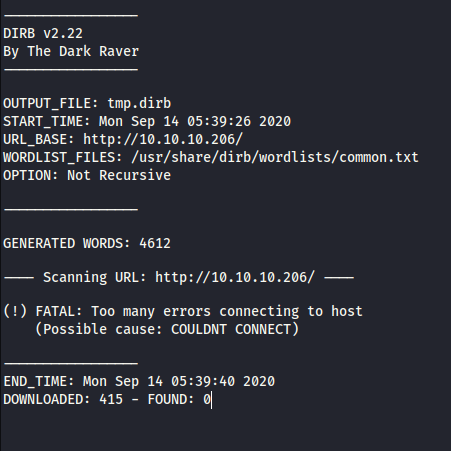 -----------------
DIRB v2.22
By The Dark Raver
-----------------
OUTPUT_FILE: tmp.dirb
START_TIME: Mon Sep 14 05:39:26 2020
URL_BASE: http://10.10.10.206/
WORDLIST_FILES: /usr/share/dirb/wordlists/common.txt
OPTION: Not Recursive
-----------------
GENERATED WORDS: 4612
---- Scanning URL: http://10.10.10.206/ ----
(!) FATAL: Too many errors connecting to host
(Possible cause: COULDNT CONNECT)
-----------------
END_TIME: Mon Sep 14 05:39:40 2020
DOWNLOADED: 415 - FOUND: 0